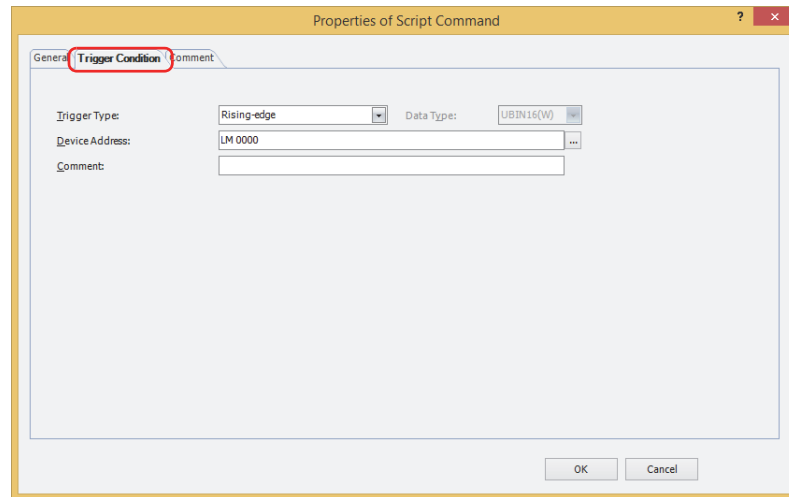 Properties of Script Command
? ×
General Trigger Condition Comment
Trigger Type: Rising-edge Data Type: UBIN16(W)
Device Address: LM 0000 ...
Comment:
OK Cancel